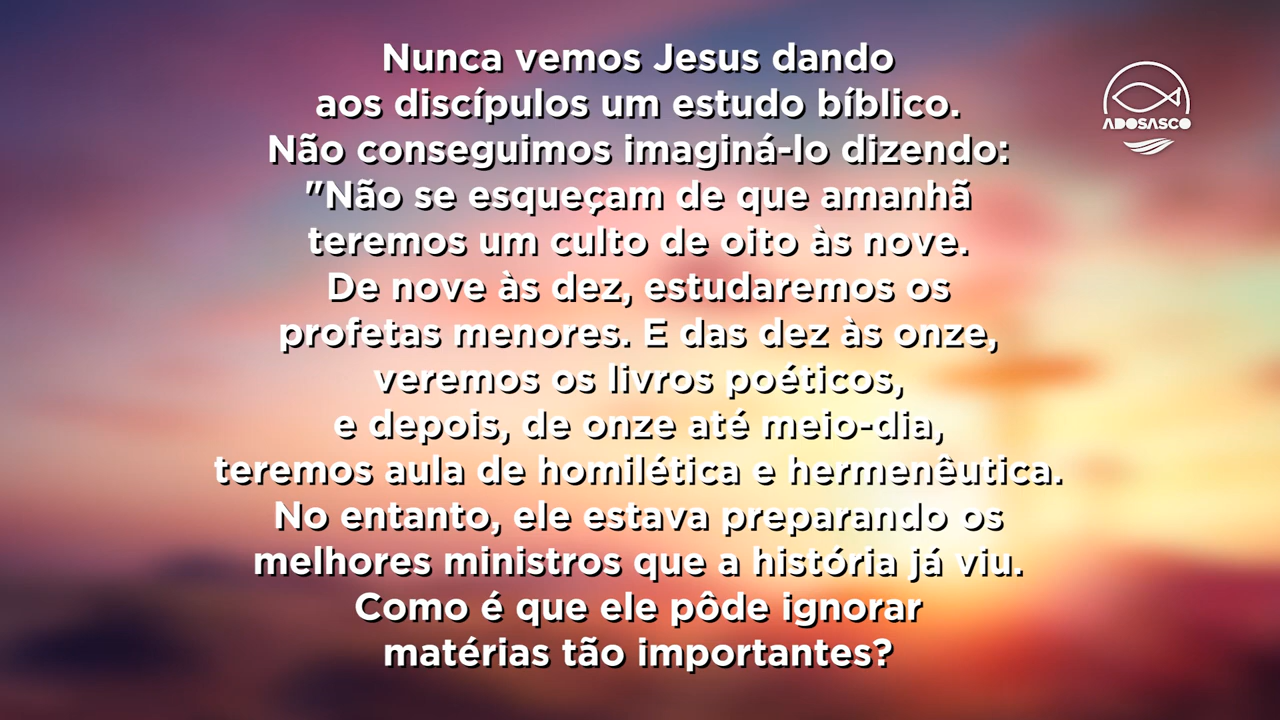 Nunca vemos Jesus dando
aos discípulos um estudo bíblico.
Não conseguimos imaginá-lo dizendo:
"Não se esqueçam de que amanhã
teremos um culto de oito às nove.
De nove às dez, estudaremos os
profetas menores. E das dez às onze,
veremos os livros poéticos,
e depois, de onze até meio-dia,
teremos aula de homilética e hermenêutica.
No entanto, ele estava preparando os
melhores ministros que a história já viu.
Como é que ele pôde ignorar
matérias tão importantes?
ADOSASCO